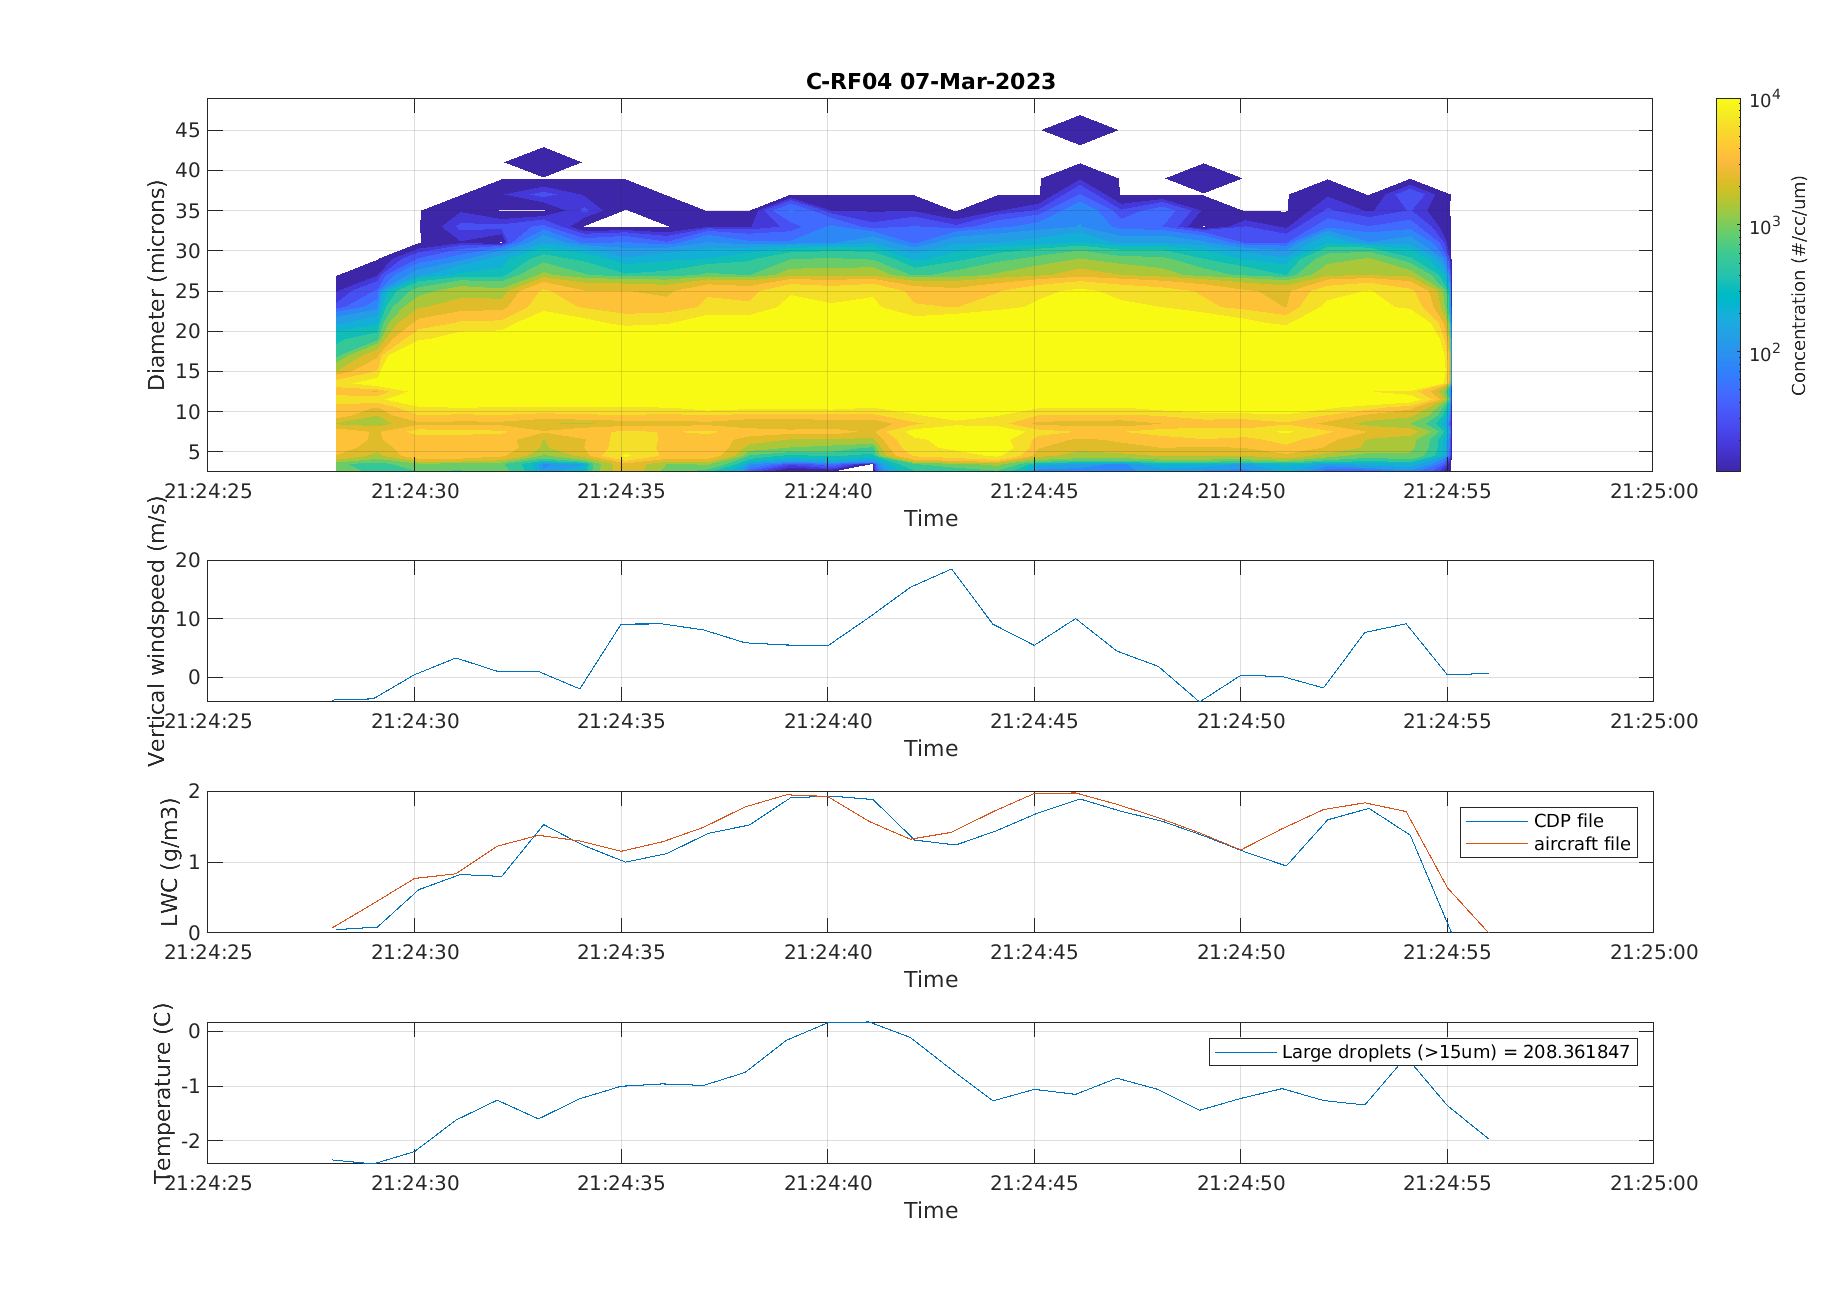 C-RF04 07-Mar-2023
Diameter (microns)
45
40
35
30
25
20
15
10
5
21:24:25 21:24:30 21:24:35 21:24:40 21:24:45 21:24:50 21:24:55 21:25:00
Time
10^4
10^3
10^2
Concentration (#/cc/um)
Vertical windspeed (m/s)
20
10
0
21:24:25 21:24:30 21:24:35 21:24:40 21:24:45 21:24:50 21:24:55 21:25:00
Time
LWC (g/m3)
2
1
0
CDP file
aircraft file
21:24:25 21:24:30 21:24:35 21:24:40 21:24:45 21:24:50 21:24:55 21:25:00
Time
Temperature (C)
0
-1
-2
Large droplets (>15um) = 208.361847
21:24:25 21:24:30 21:24:35 21:24:40 21:24:45 21:24:50 21:24:55 21:25:00
Time